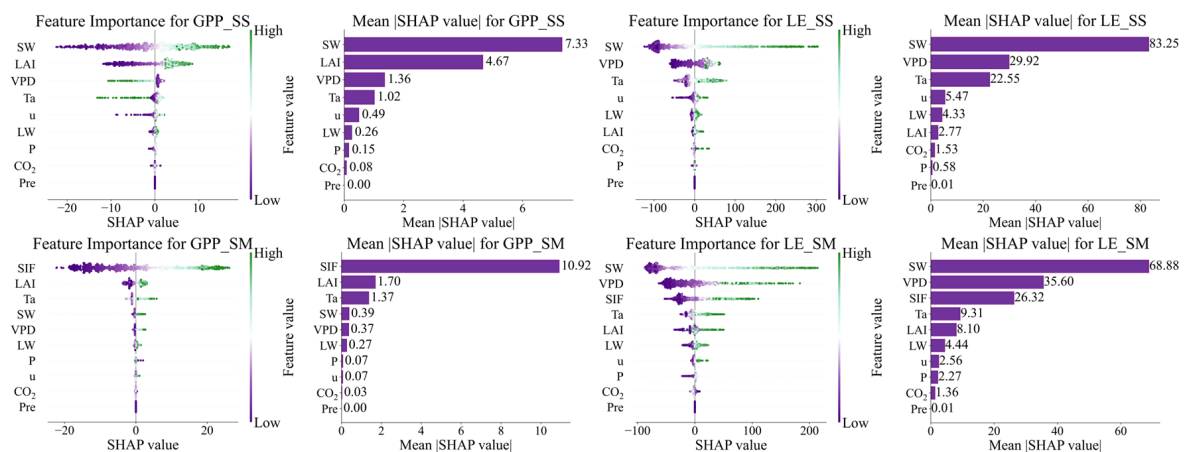 Feature Importance for GPP_SS
High
SW
LAI
VPD
Ta
u
LW
P
CO₂
Pre
Low
Feature value
−20 −10 0 10
SHAP value
Mean |SHAP value| for GPP_SS
SW 7.33
LAI 4.67
VPD 1.36
Ta 1.02
u 0.49
LW 0.26
P 0.15
CO₂ 0.08
Pre 0.00
0 2 4 6
Mean |SHAP value|
Feature Importance for LE_SS
High
SW
VPD
Ta
u
LW
LAI
CO₂
P
Pre
Low
Feature value
−100 0 100 200 300
SHAP value
Mean |SHAP value| for LE_SS
SW 83.25
VPD 29.92
Ta 22.55
u 5.47
LW 4.33
LAI 2.77
CO₂ 1.53
P 0.58
Pre 0.01
0 20 40 60 80
Mean |SHAP value|
Feature Importance for GPP_SM
High
SIF
LAI
Ta
SW
VPD
LW
P
u
CO₂
Pre
Low
Feature value
−20 0 20
SHAP value
Mean |SHAP value| for GPP_SM
SIF 10.92
LAI 1.70
Ta 1.37
SW 0.39
VPD 0.37
LW 0.27
P 0.07
u 0.07
CO₂ 0.03
Pre 0.00
0 2 4 6 8 10
Mean |SHAP value|
Feature Importance for LE_SM
High
SW
VPD
SIF
Ta
LAI
LW
u
P
CO₂
Pre
Low
Feature value
−100 0 100 200
SHAP value
Mean |SHAP value| for LE_SM
SW 68.88
VPD 35.60
SIF 26.32
Ta 9.31
LAI 8.10
LW 4.44
u 2.56
P 2.27
CO₂ 1.36
Pre 0.01
0 20 40 60
Mean |SHAP value|